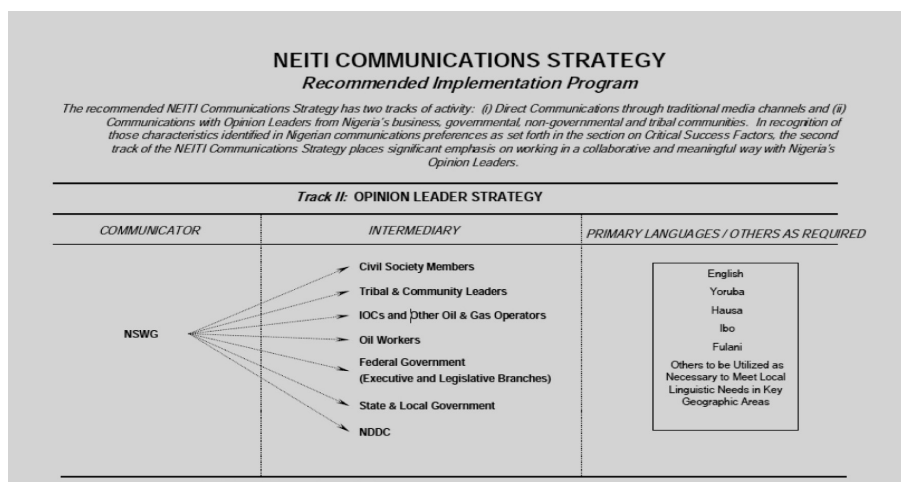 NEITI COMMUNICATIONS STRATEGY
Recommended Implementation Program
The recommended NEITI Communications Strategy has two tracks of activity: (i) Direct Communications through traditional media channels and (ii)
Communications with Opinion Leaders from Nigeria's business, governmental, non-governmental and tribal communities. In recognition of
those characteristics identified in Nigerian communications preferences as set forth in the section on Critical Success Factors, the second
track of the NEITI Communications Strategy places significant emphasis on working in a collaborative and meaningful way with Nigeria's
Opinion Leaders.
Track II: OPINION LEADER STRATEGY
COMMUNICATOR
INTERMEDIARY
PRIMARY LANGUAGES / OTHERS AS REQUIRED
NSWG
Civil Society Members
Tribal & Community Leaders
IOCs and Other Oil & Gas Operators
Oil Workers
Federal Government
(Executive and Legislative Branches)
State & Local Government
NDDC
English
Yoruba
Hausa
Ibo
Fulani
Others to be Utilized as
Necessary to Meet Local
Linguistic Needs in Key
Geographic Areas